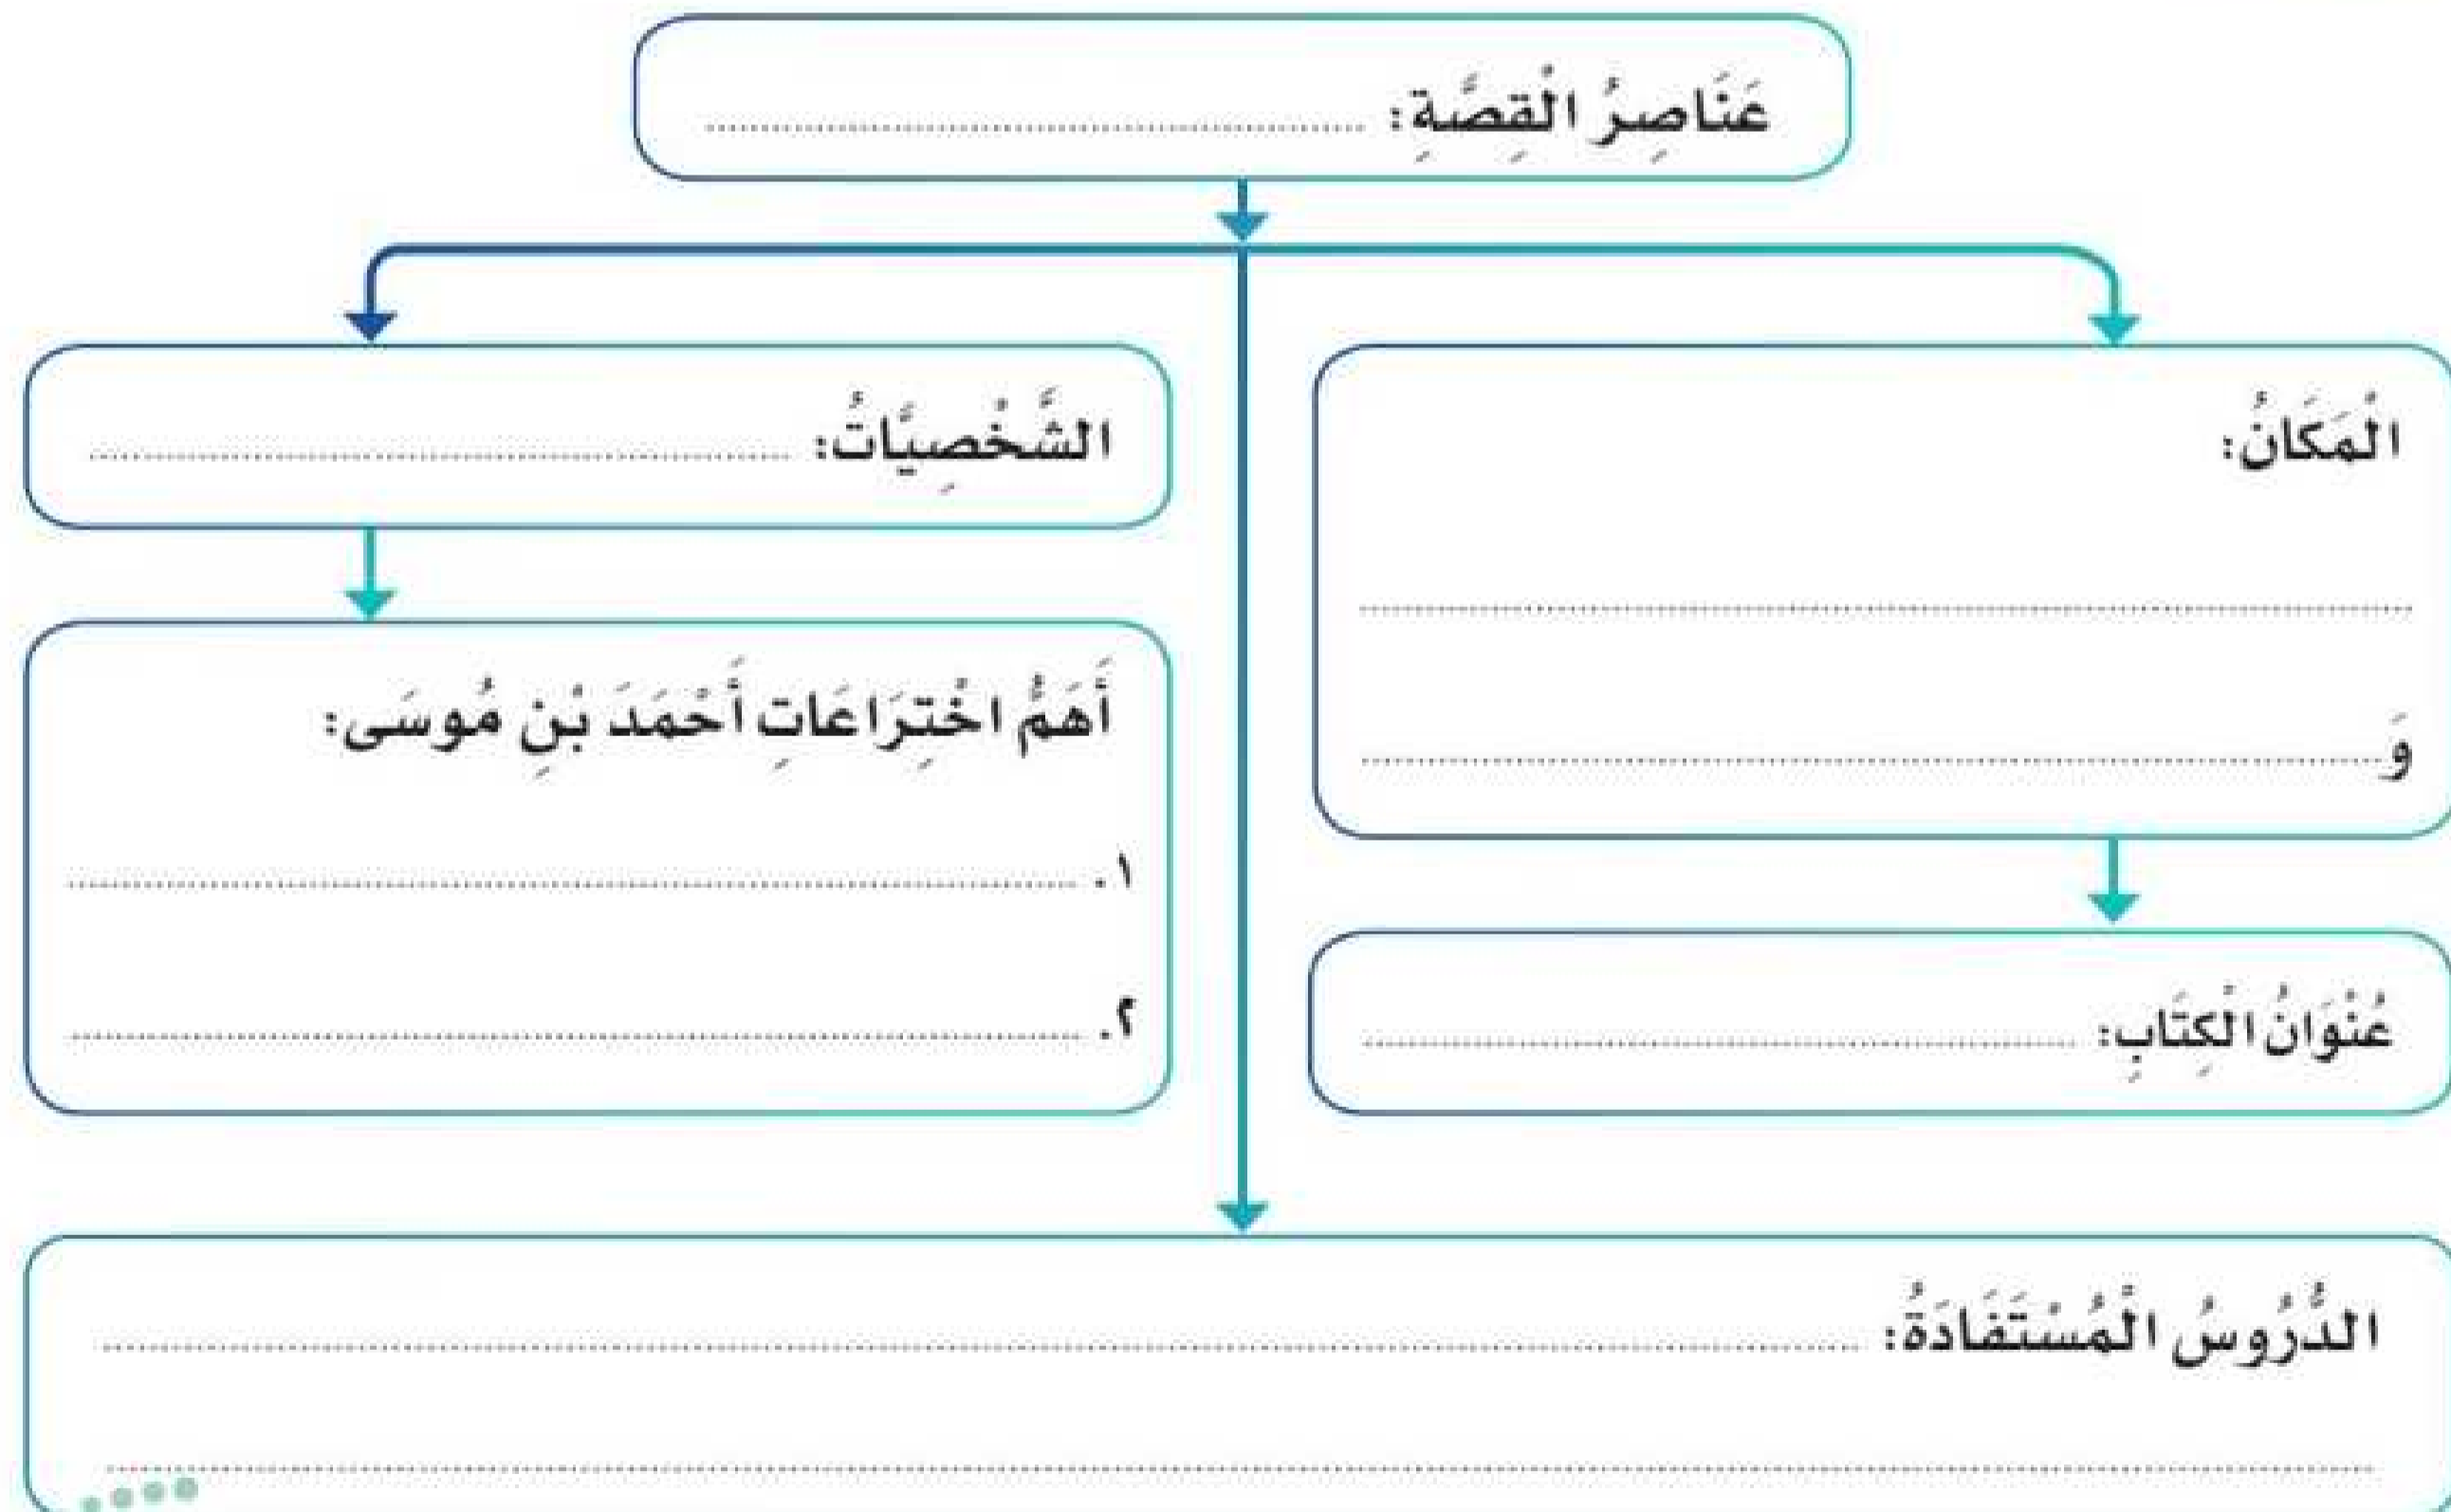 عَنَاصِرُ الْقِصَّةِ: ........................................
الْمَكَانُ:
........................................
وَ........................................
عُنْوَانُ الْكِتَابِ: ........................................
الشَّخْصِيَّاتُ: ........................................
أَهَمُّ اخْتِرَاعَاتِ أَحْمَدَ بْنِ مُوسَى:
١. ........................................
٢. ........................................
الدُّرُوسُ الْمُسْتَفَادَةُ: ........................................
........................................